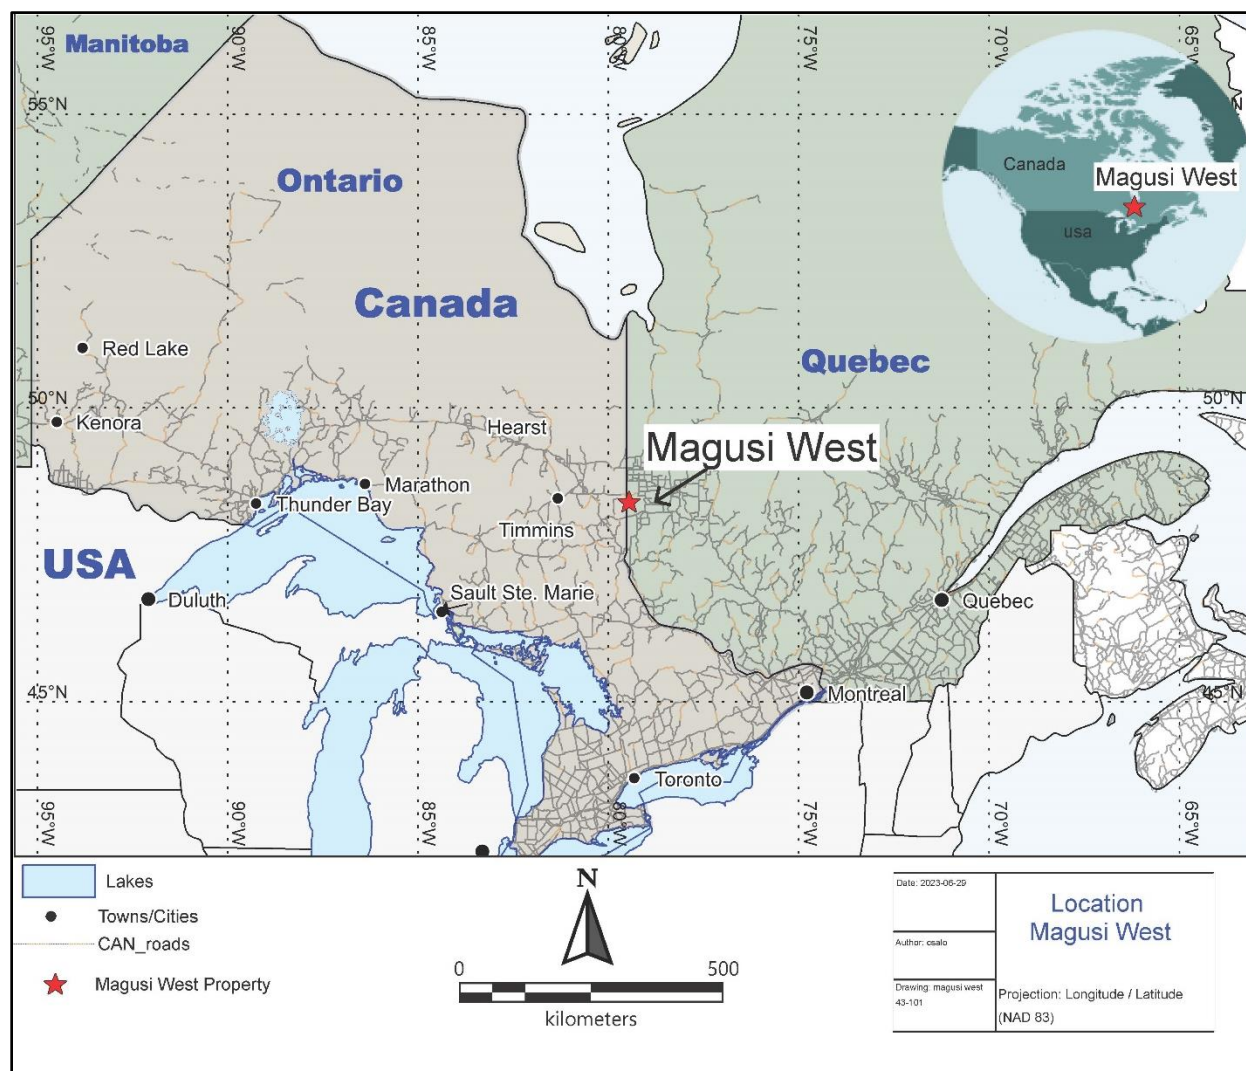 Manitoba
95°W
90°W
85°W
80°W
75°W
70°W
65°W
55°N
N
Ontario
Canada
Magusi West
usa
Canada
Quebec
Red Lake
50°N
50°N
Kenora
Hearst
Magusi West
Marathon
Thunder Bay
Timmins
USA
Duluth
Sault Ste. Marie
Quebec
45°N
45°N
Montreal
Toronto
95°W
90°W
85°W
80°W
75°W
70°W
65°W
Lakes
Towns/Cities
CAN_roads
Magusi West Property
N
0 500
kilometers
Date: 2023-06-29
Author: csalo
Drawing: magusi west
43-101
Location
Magusi West
Projection: Longitude / Latitude
(NAD 83)